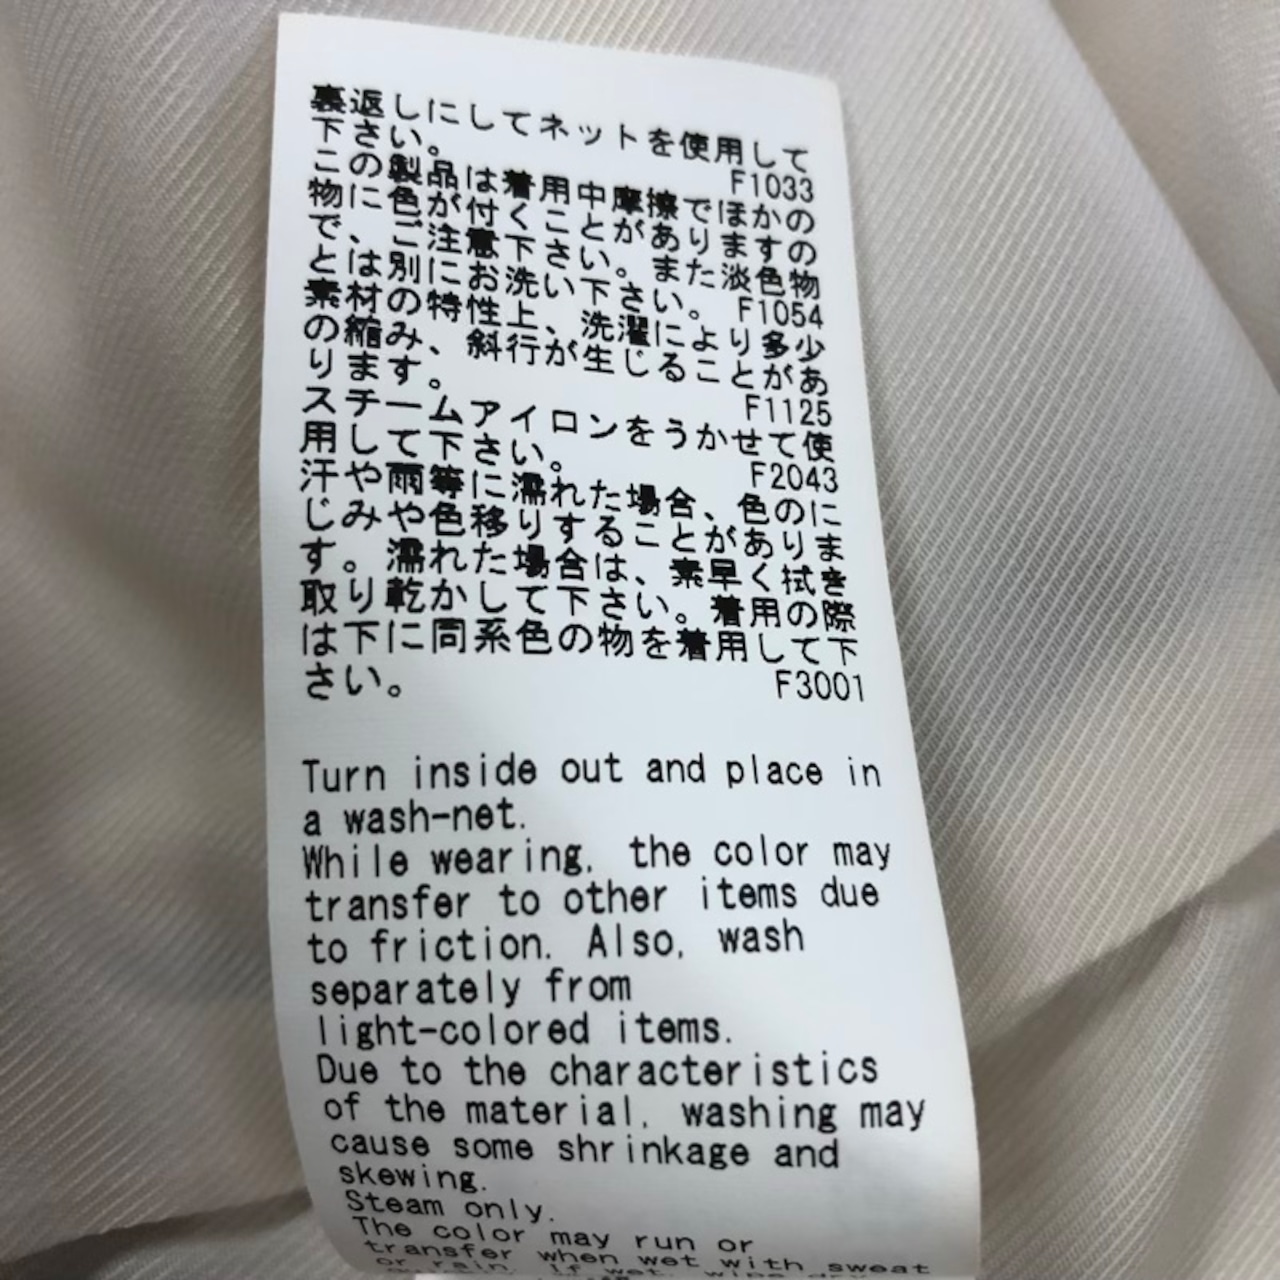 裏返しにしてネットを使用して
下さい。 F1033
この製品は着用中摩擦でほかの
物に色が付くことがありますの
で、ご注意下さい。また淡色物
とは別にお洗い下さい。 F1054
素材の特性上、洗濯により多少
の縮み、斜行が生じることがあ
ります。 F1125
スチームアイロンをうかせて使
用して下さい。 F2043
汗や雨等に濡れた場合、色のに
じみや色移りすることがありま
す。濡れた場合は、素早く拭き
取り乾かして下さい。着用の際
は下に同系色の物を着用して下
さい。 F3001
Turn inside out and place in
a wash-net.
While wearing, the color may
transfer to other items due
to friction. Also, wash
separately from
light-colored items.
Due to the characteristics
of the material, washing may
cause some shrinkage and
skewing.
Steam only.
The color may run or
transfer when wet with sweat
or rain. If wet, wipe dry